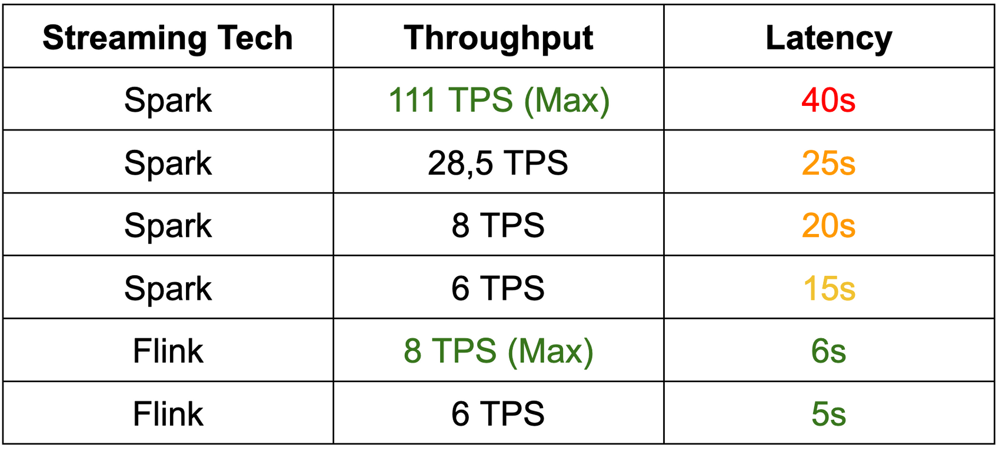 Streaming Tech Throughput Latency
Spark 111 TPS (Max) 40s
Spark 28,5 TPS 25s
Spark 8 TPS 20s
Spark 6 TPS 15s
Flink 8 TPS (Max) 6s
Flink 6 TPS 5s